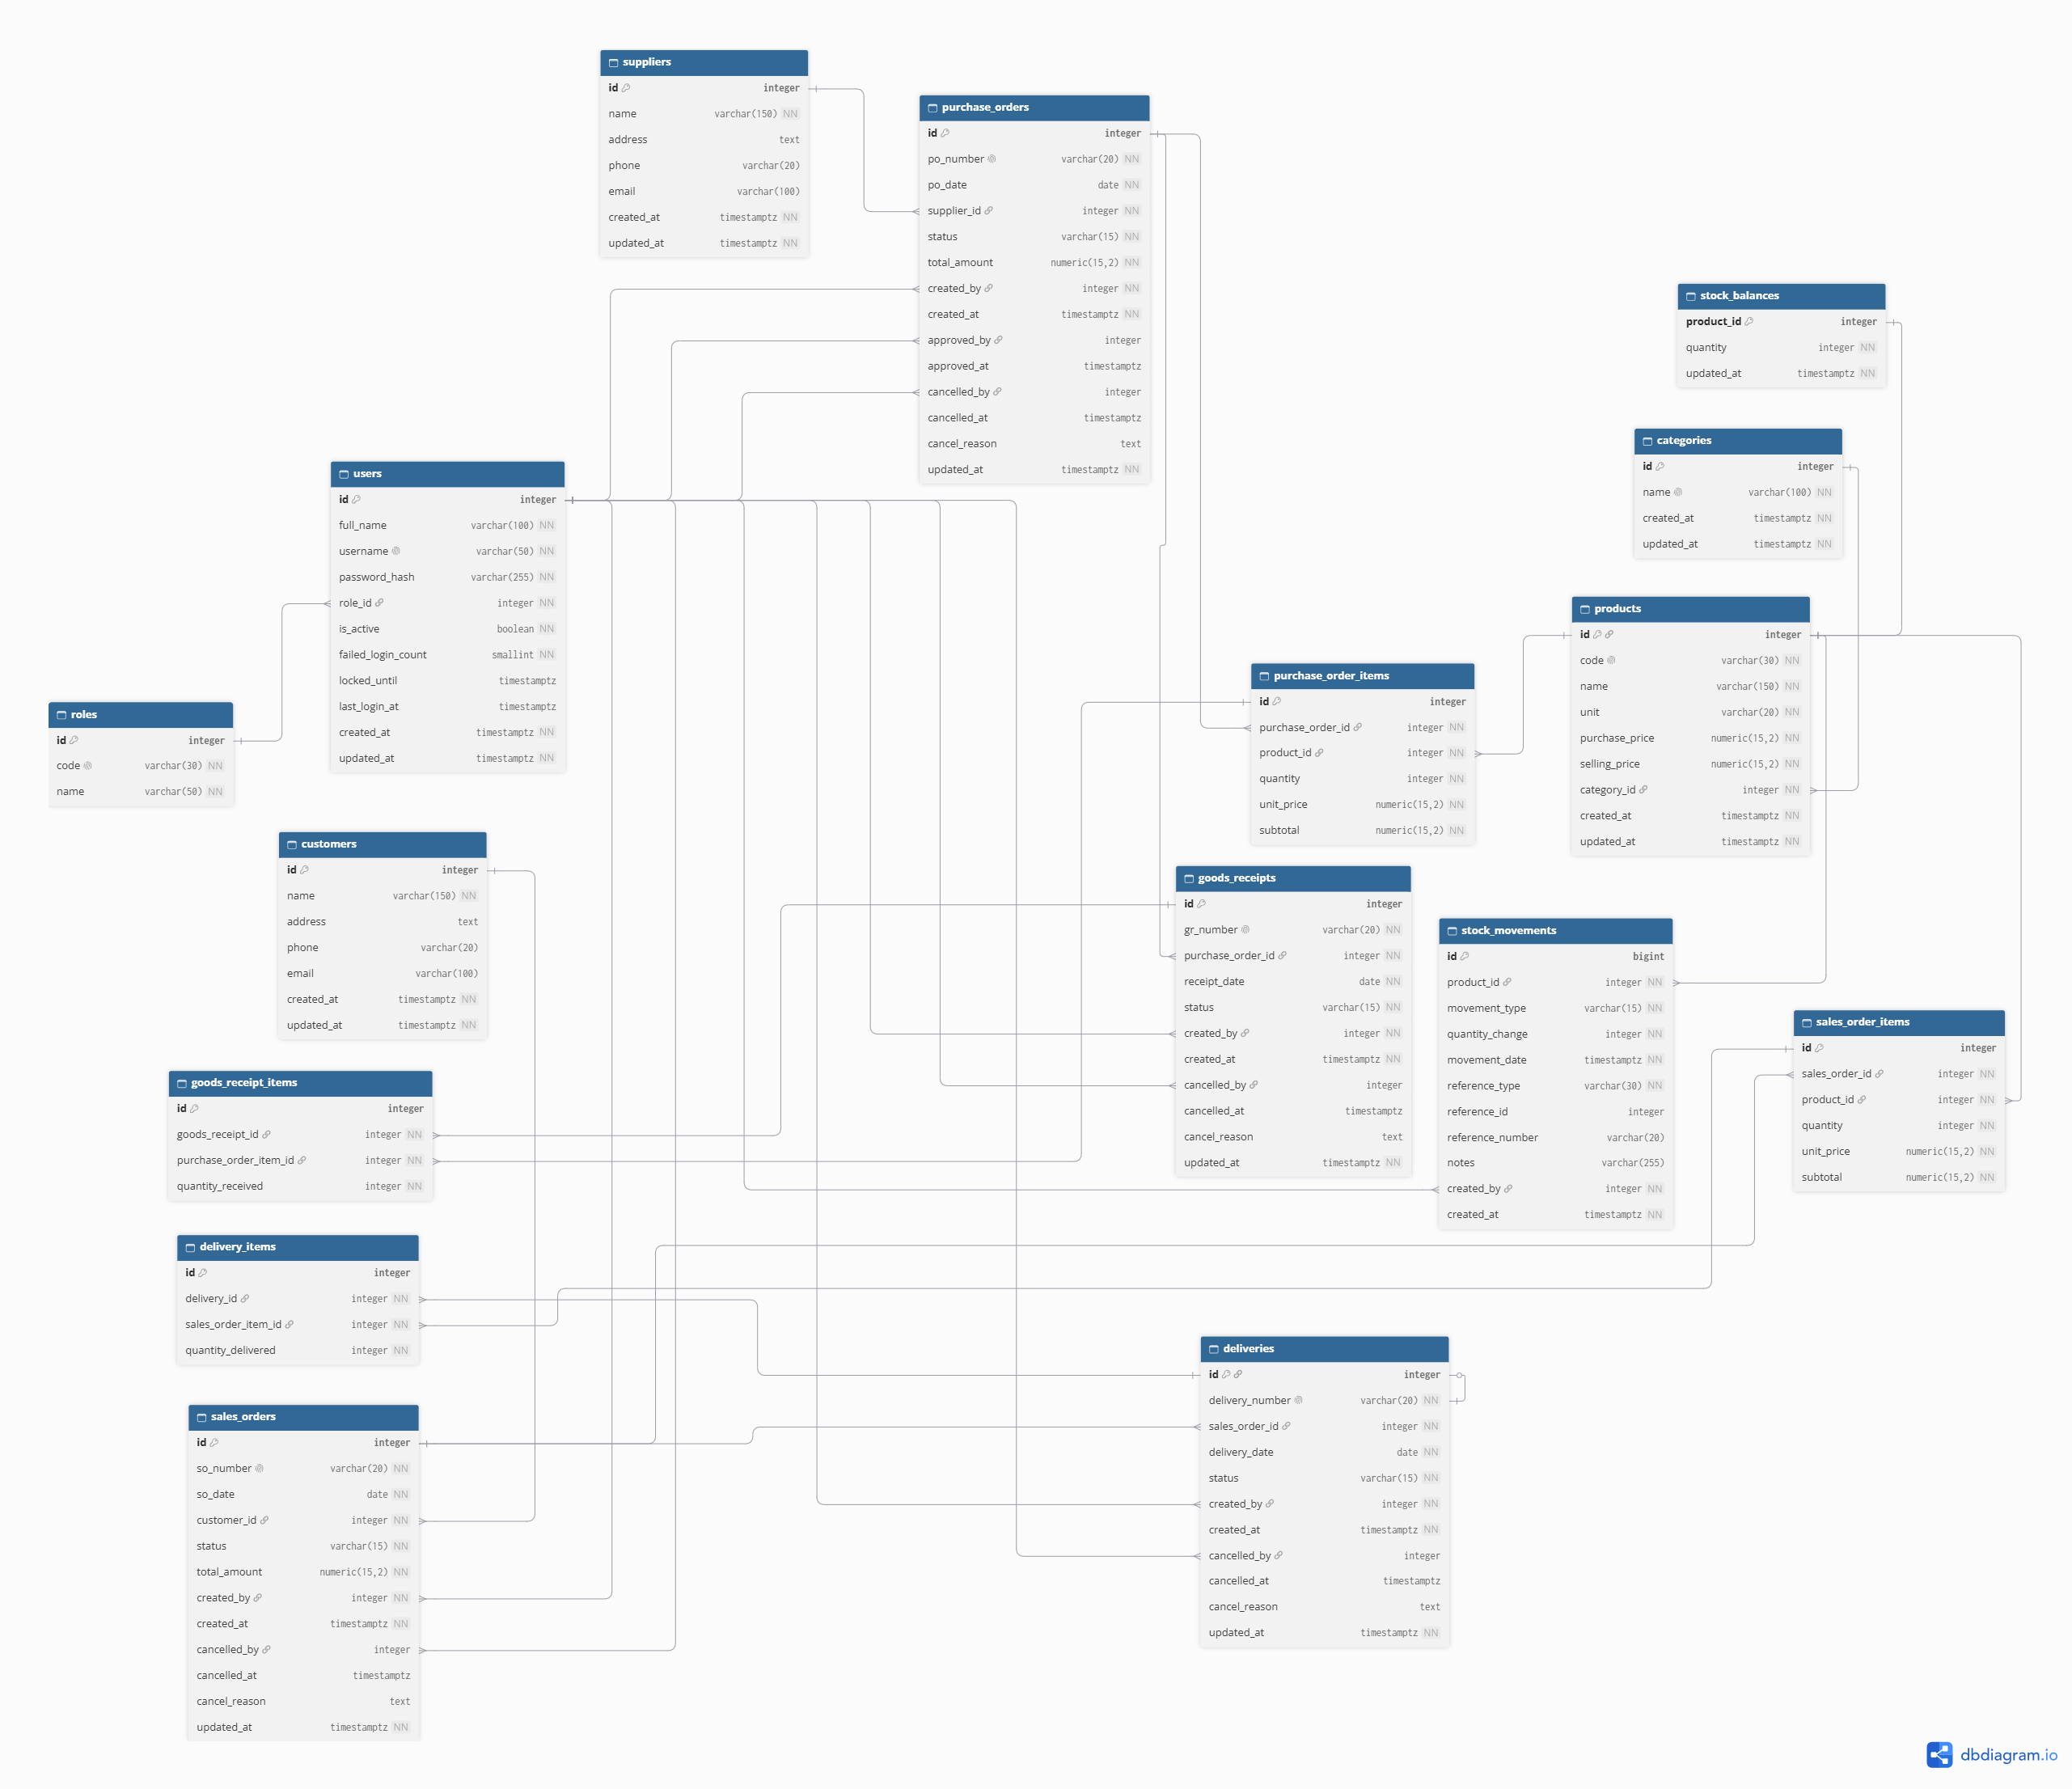 suppliers
id integer
name varchar(150) NN
address text
phone varchar(20)
email varchar(100)
created_at timestamptz NN
updated_at timestamptz NN
purchase_orders
id integer
po_number varchar(20) NN
po_date date NN
supplier_id integer NN
status varchar(15) NN
total_amount numeric(15,2) NN
created_by integer NN
created_at timestamptz NN
approved_by integer
approved_at timestamptz
cancelled_by integer
cancelled_at timestamptz
cancel_reason text
updated_at timestamptz NN
stock_balances
product_id integer
quantity integer NN
updated_at timestamptz NN
categories
id integer
name varchar(100) NN
created_at timestamptz NN
updated_at timestamptz NN
users
id integer
full_name varchar(100) NN
username varchar(50) NN
password_hash varchar(255) NN
role_id integer NN
is_active boolean NN
failed_login_count smallint NN
locked_until timestamptz
last_login_at timestamptz
created_at timestamptz NN
updated_at timestamptz NN
products
id integer
code varchar(30) NN
name varchar(150) NN
unit varchar(20) NN
purchase_price numeric(15,2) NN
selling_price numeric(15,2) NN
category_id integer NN
created_at timestamptz NN
updated_at timestamptz NN
purchase_order_items
id integer
purchase_order_id integer NN
product_id integer NN
quantity integer NN
unit_price numeric(15,2) NN
subtotal numeric(15,2) NN
roles
id integer
code varchar(30) NN
name varchar(50) NN
customers
id integer
name varchar(150) NN
address text
phone varchar(20)
email varchar(100)
created_at timestamptz NN
updated_at timestamptz NN
goods_receipts
id integer
gr_number varchar(20) NN
purchase_order_id integer NN
receipt_date date NN
status varchar(15) NN
created_by integer NN
created_at timestamptz NN
cancelled_by integer
cancelled_at timestamptz
cancel_reason text
updated_at timestamptz NN
stock_movements
id bigint
product_id integer NN
movement_type varchar(15) NN
quantity_change integer NN
movement_date timestamptz NN
reference_type varchar(30) NN
reference_id integer
reference_number varchar(20)
notes varchar(255)
created_by integer NN
created_at timestamptz NN
sales_order_items
id integer
sales_order_id integer NN
product_id integer NN
quantity integer NN
unit_price numeric(15,2) NN
subtotal numeric(15,2) NN
goods_receipt_items
id integer
goods_receipt_id integer NN
purchase_order_item_id integer NN
quantity_received integer NN
delivery_items
id integer
delivery_id integer NN
sales_order_item_id integer NN
quantity_delivered integer NN
deliveries
id integer
delivery_number varchar(20) NN
sales_order_id integer NN
delivery_date date NN
status varchar(15) NN
created_by integer NN
created_at timestamptz NN
cancelled_by integer
cancelled_at timestamptz
cancel_reason text
updated_at timestamptz NN
sales_orders
id integer
so_number varchar(20) NN
so_date date NN
customer_id integer NN
status varchar(15) NN
total_amount numeric(15,2) NN
created_by integer NN
created_at timestamptz NN
cancelled_by integer
cancelled_at timestamptz
cancel_reason text
updated_at timestamptz NN
dbdiagram.io